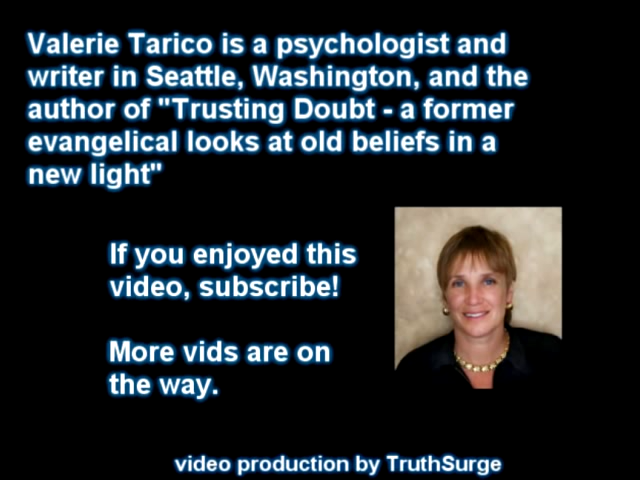 Valerie Tarico is a psychologist and
writer in Seattle, Washington, and the
author of "Trusting Doubt - a former
evangelical looks at old beliefs in a
new light"
If you enjoyed this
video, subscribe!
More vids are on
the way.
video production by TruthSurge